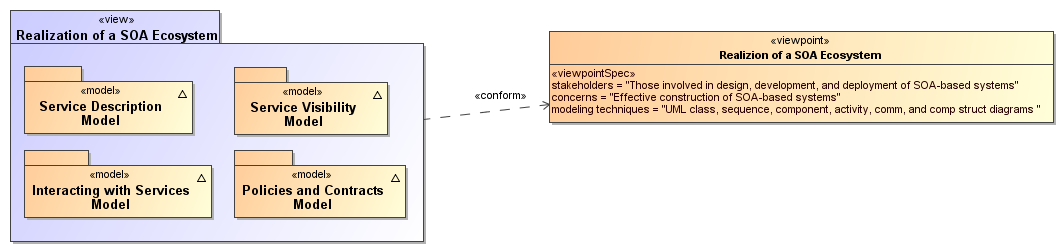 «view»
Realization of a SOA Ecosystem
«model»
Service Description
Model
«model»
Service Visibility
Model
«model»
Interacting with Services
Model
«model»
Policies and Contracts
Model
«conform»
«viewpoint»
Realizion of a SOA Ecosystem
«viewpointSpec»
stakeholders = "Those involved in design, development, and deployment of SOA-based systems"
concerns = "Effective construction of SOA-based systems"
modeling techniques = "UML class, sequence, component, activity, comm, and comp struct diagrams "